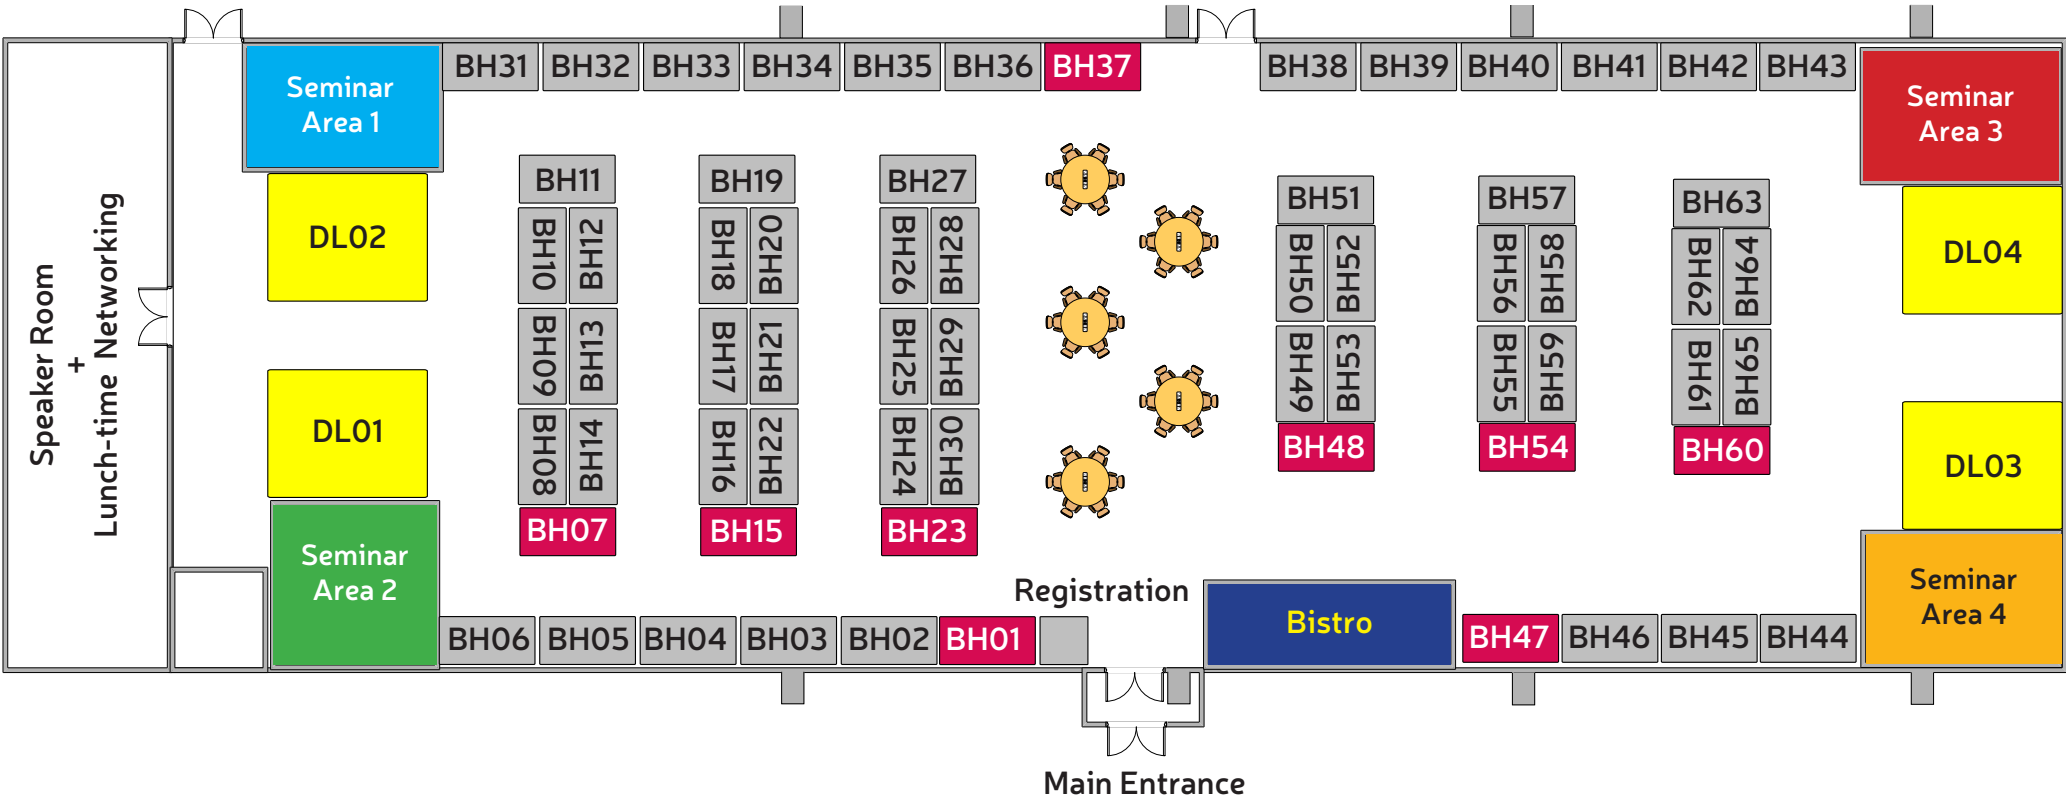 BH31
BH32
BH33
BH34
BH35
BH36
BH37
BH38
BH39
BH40
BH41
BH42
BH43
Seminar
Area 1
Seminar
Area 3
BH11
BH19
BH27
BH51
BH57
BH63
DL02
BH10
BH12
BH18
BH20
BH26
BH28
BH50
BH52
BH56
BH58
BH62
BH64
DL04
Speaker Room
+
Lunch-time Networking
BH09
BH13
BH17
BH21
BH25
BH29
BH49
BH53
BH55
BH59
BH61
BH65
DL01
BH08
BH14
BH16
BH22
BH24
BH30
BH48
BH54
BH60
DL03
BH07
BH15
BH23
Seminar
Area 2
Registration
Bistro
Seminar
Area 4
BH06
BH05
BH04
BH03
BH02
BH01
BH47
BH46
BH45
BH44
Main Entrance